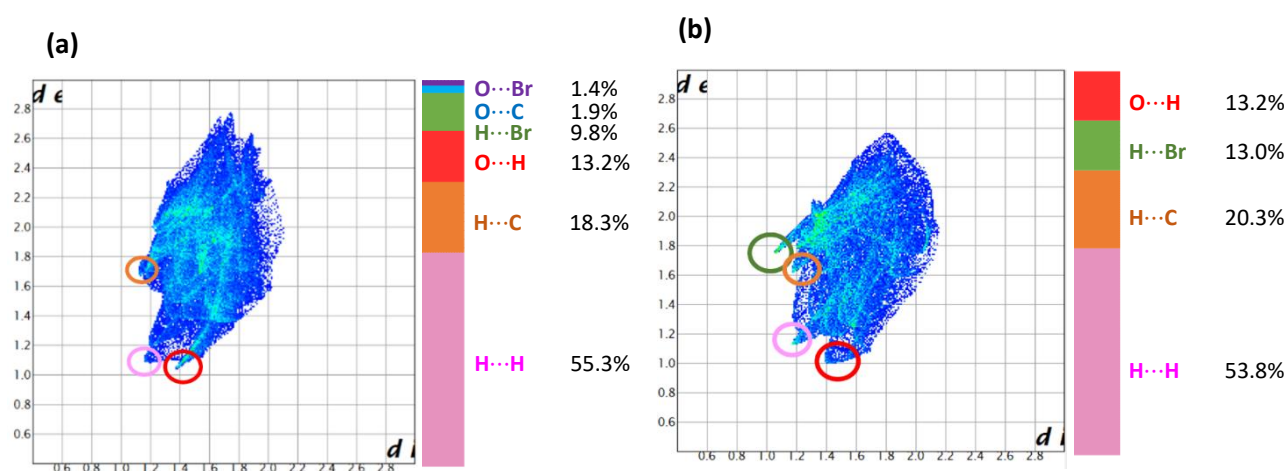 (a)
d e
2.8
2.6
2.4
2.2
2.0
1.8
1.6
1.4
1.2
1.0
0.8
0.6
0.6 0.8 1.0 1.2 1.4 1.6 1.8 2.0 2.2 2.4 2.6 2.8
d i
O···Br 1.4%
O···C 1.9%
H···Br 9.8%
O···H 13.2%
H···C 18.3%
H···H 55.3%
(b)
d e
2.8
2.6
2.4
2.2
2.0
1.8
1.6
1.4
1.2
1.0
0.8
0.6
0.6 0.8 1.0 1.2 1.4 1.6 1.8 2.0 2.2 2.4 2.6 2.8
d i
O···H 13.2%
H···Br 13.0%
H···C 20.3%
H···H 53.8%